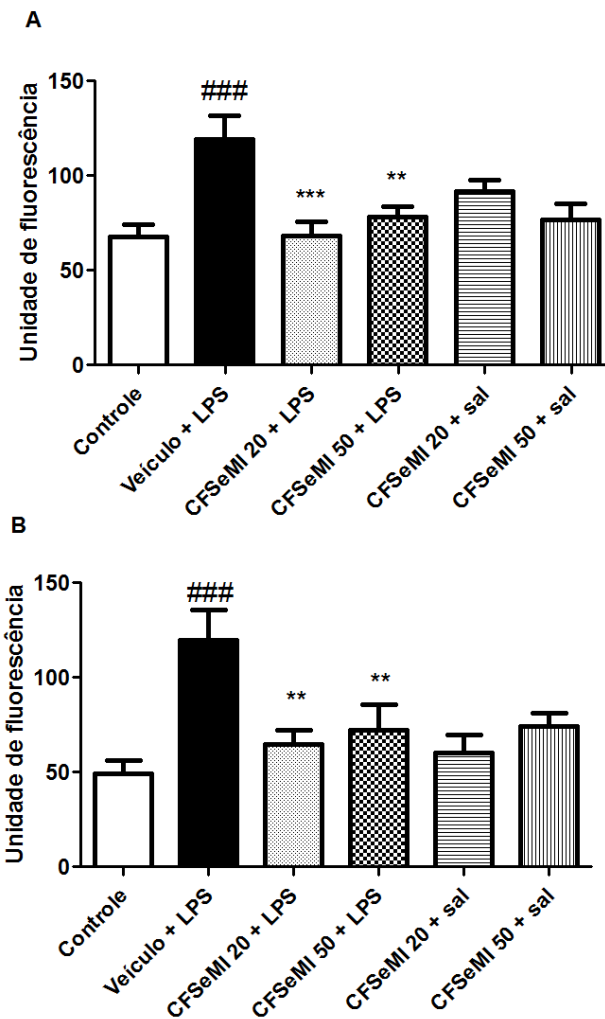 A
Unidade de fluorescência
150
100
50
0
###
***
**
Controle
Veículo + LPS
CFSeMI 20 + LPS
CFSeMI 50 + LPS
CFSeMI 20 + sal
CFSeMI 50 + sal
B
Unidade de fluorescência
150
100
50
0
###
**
**
Controle
Veículo + LPS
CFSeMI 20 + LPS
CFSeMI 50 + LPS
CFSeMI 20 + sal
CFSeMI 50 + sal